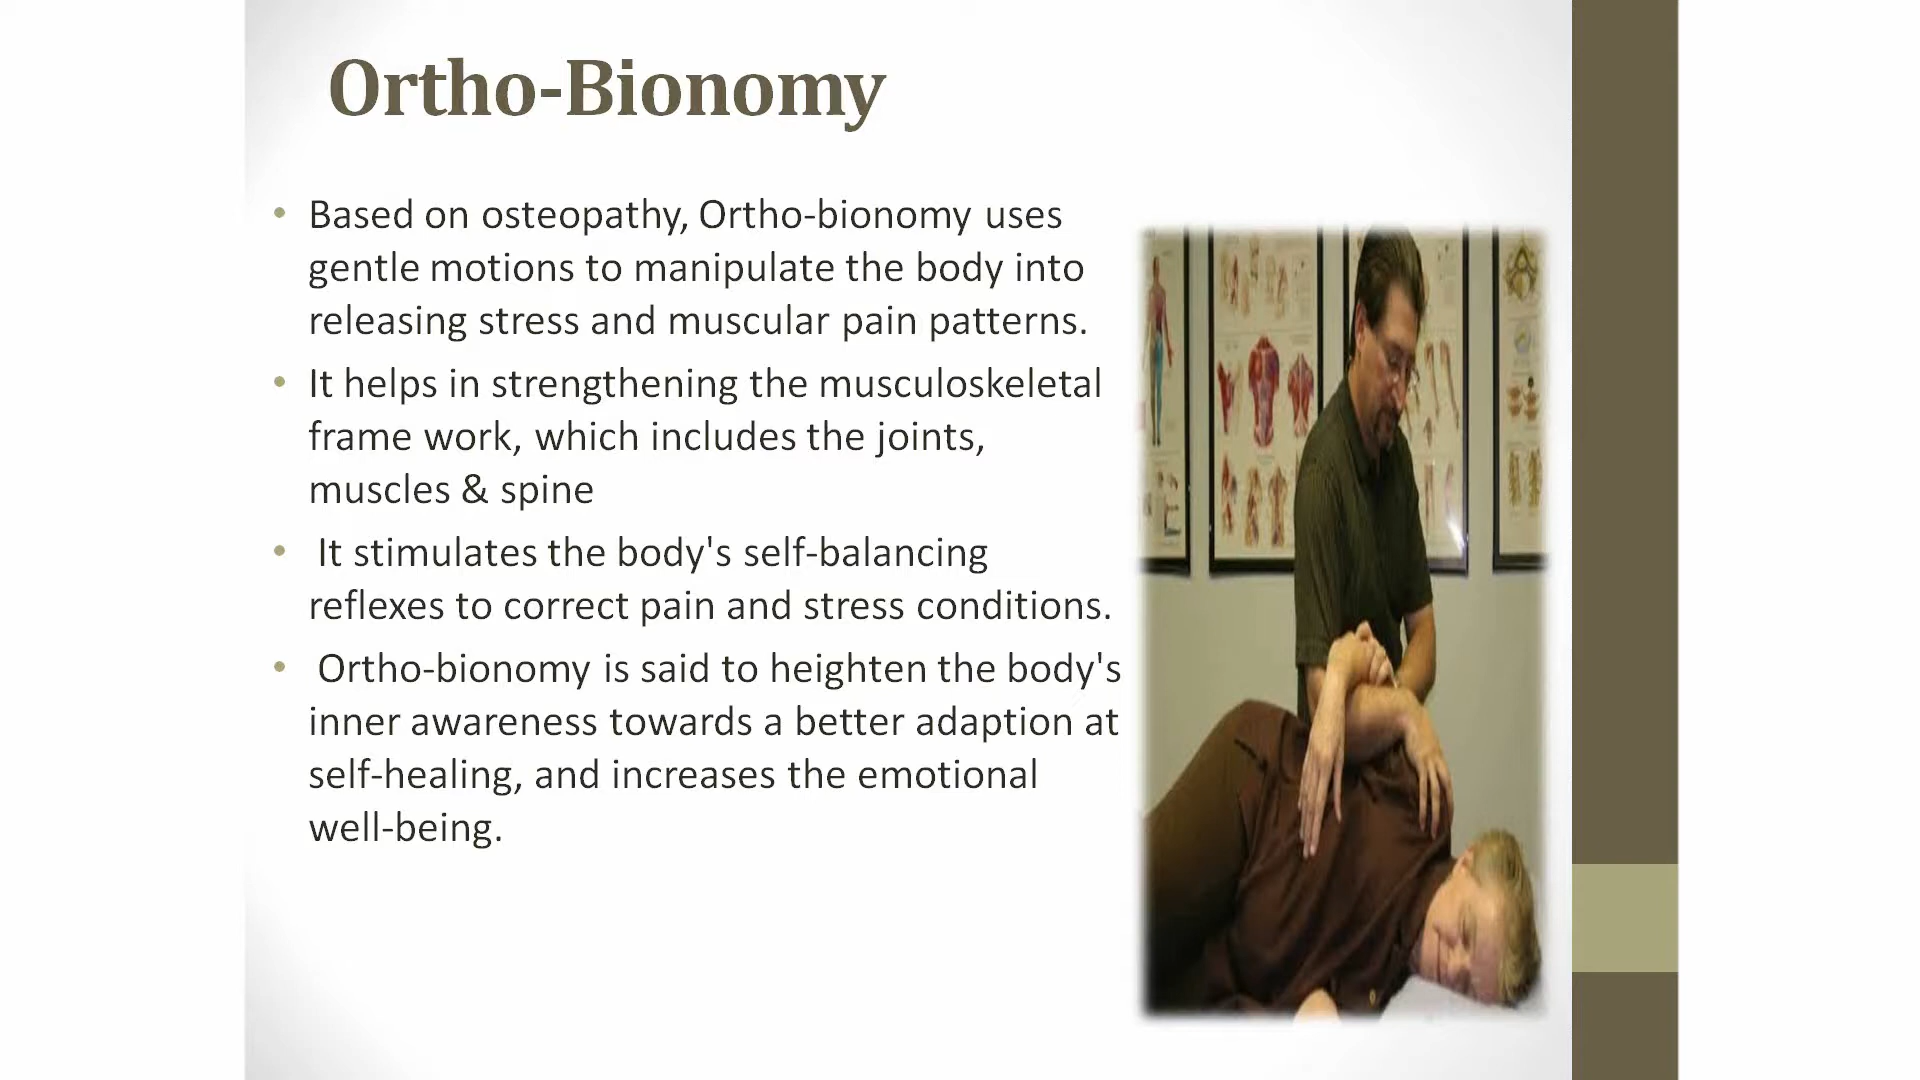 Ortho-Bionomy
• Based on osteopathy, Ortho-bionomy uses
gentle motions to manipulate the body into
releasing stress and muscular pain patterns.
• It helps in strengthening the musculoskeletal
frame work, which includes the joints,
muscles & spine
• It stimulates the body's self-balancing
reflexes to correct pain and stress conditions.
• Ortho-bionomy is said to heighten the body's
inner awareness towards a better adaption at
self-healing, and increases the emotional
well-being.